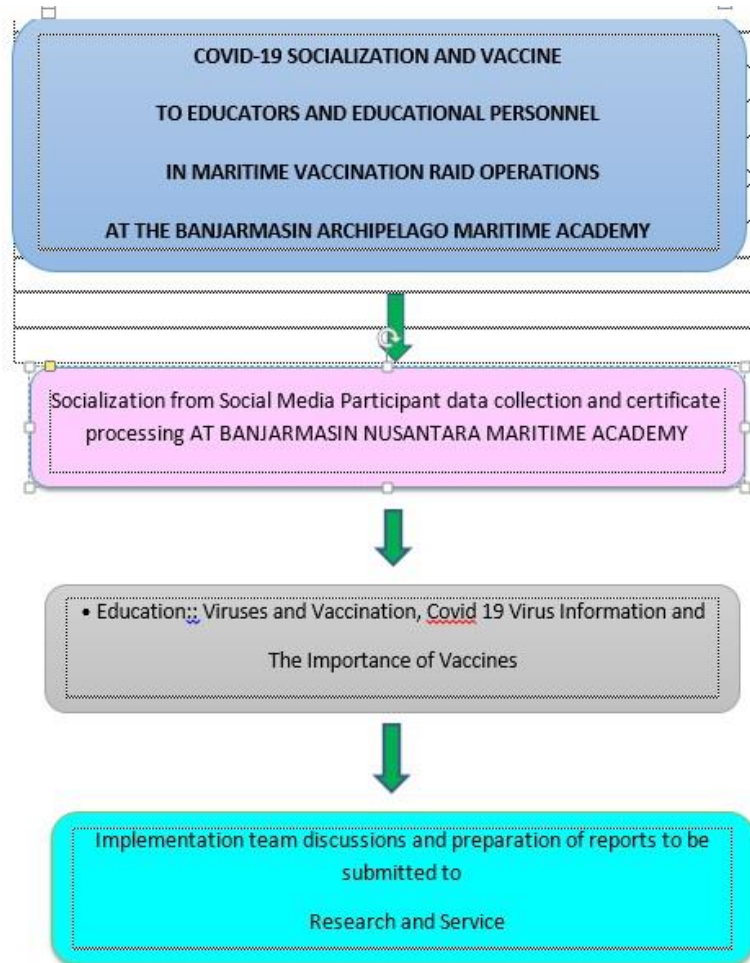 COVID-19 SOCIALIZATION AND VACCINE
TO EDUCATORS AND EDUCATIONAL PERSONNEL
IN MARITIME VACCINATION RAID OPERATIONS
AT THE BANJARMASIN ARCHIPELAGO MARITIME ACADEMY
Socialization from Social Media Participant data collection and certificate
processing AT BANJARMASIN NUSANTARA MARITIME ACADEMY
• Education;; Viruses and Vaccination, Covid 19 Virus Information and
The Importance of Vaccines
Implementation team discussions and preparation of reports to be
submitted to
Research and Service